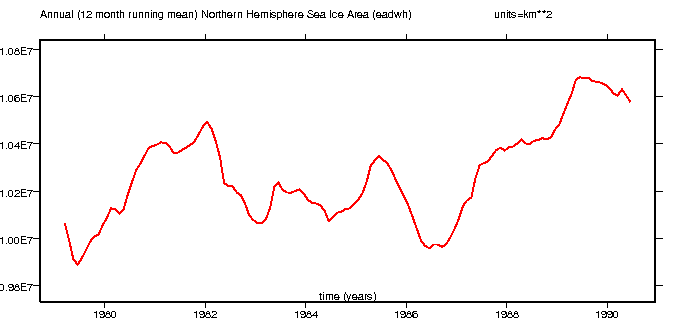 Annual (12 month running mean) Northern Hemisphere Sea Ice Area (eadwh) units=km**2
1.08E7
1.06E7
1.04E7
1.02E7
1.00E7
0.98E7
time (years)
1980 1982 1984 1986 1988 1990